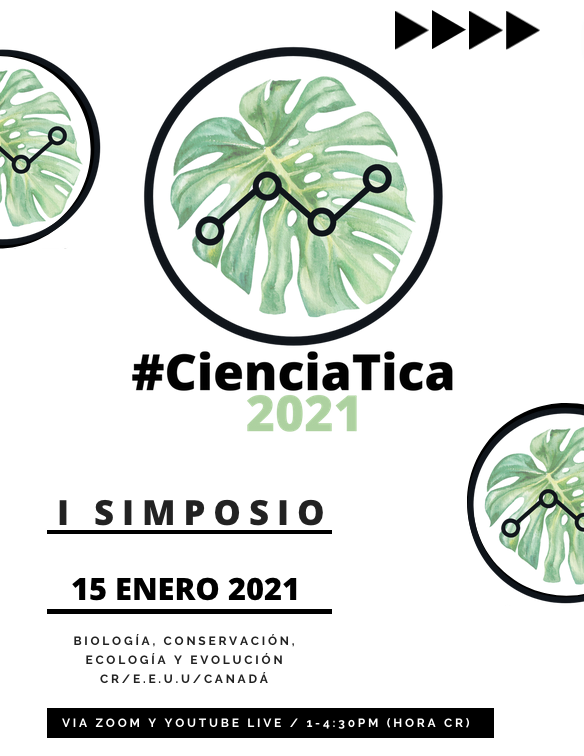 #CienciaTica
2021
I SIMPOSIO
15 ENERO 2021
BIOLOGÍA, CONSERVACIÓN,
ECOLOGÍA Y EVOLUCIÓN
CR/E.E.U.U/CANADÁ
VIA ZOOM Y YOUTUBE LIVE / 1-4:30PM (HORA CR)